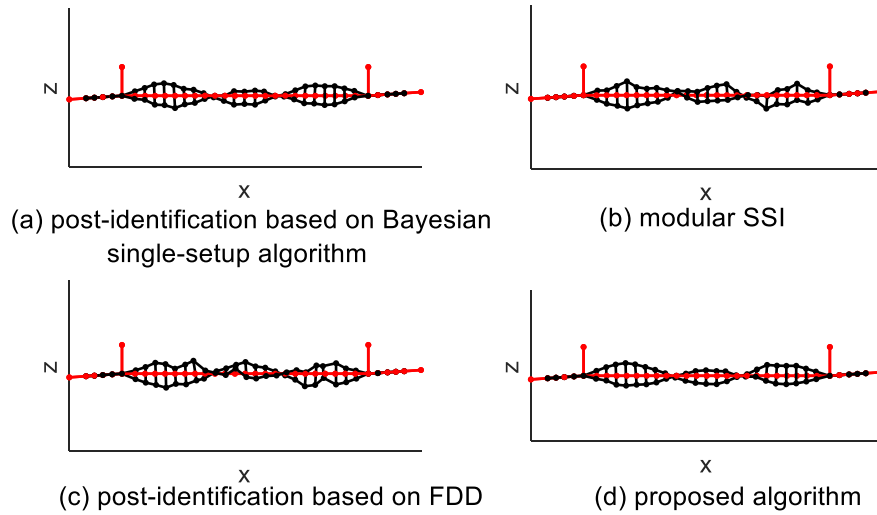 Z
X
(a) post-identification based on Bayesian
single-setup algorithm
Z
X
(b) modular SSI
Z
X
(c) post-identification based on FDD
Z
X
(d) proposed algorithm